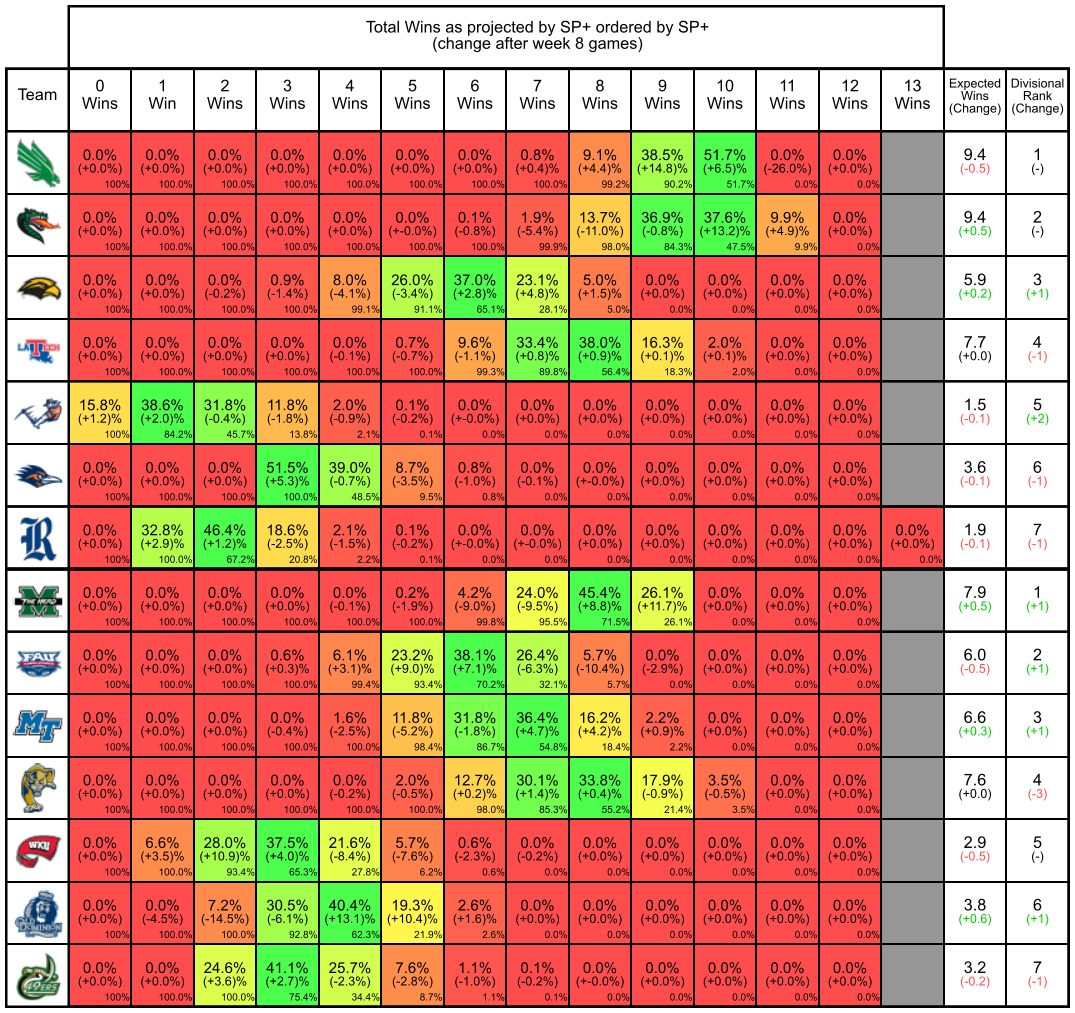 Total Wins as projected by SP+ ordered by SP+
(change after week 8 games)
Team 0 Wins 1 Win 2 Wins 3 Wins 4 Wins 5 Wins 6 Wins 7 Wins 8 Wins 9 Wins 10 Wins 11 Wins 12 Wins 13 Wins Expected Wins (Change) Divisional Rank (Change)
0.0% 0.0% 0.0% 0.0% 0.0% 0.0% 0.0% 0.8% 9.1% 38.5% 51.7% 0.0% 0.0% 9.4 1
(+0.0%) (+0.0%) (+0.0%) (+0.0%) (+0.0%) (+0.0%) (+0.0%) (+0.4)% (+4.4)% (+14.8)% (+6.5)% (-26.0)% (+0.0%) (-0.5) (-)
100% 100.0% 100.0% 100.0% 100.0% 100.0% 100.0% 100.0% 99.2% 90.2% 51.7% 0.0% 0.0%
0.0% 0.0% 0.0% 0.0% 0.0% 0.0% 0.1% 1.9% 13.7% 36.9% 37.6% 9.9% 0.0% 9.4 2
(+0.0%) (+0.0%) (+0.0%) (+0.0%) (+0.0%) (+-0.0%) (-0.8%) (-5.4%) (-11.0%) (-0.8%) (+13.2)% (+4.9)% (+0.0%) (+0.5) (-)
100% 100.0% 100.0% 100.0% 100.0% 100.0% 100.0% 99.9% 98.0% 84.3% 47.5% 9.9% 0.0%
0.0% 0.0% 0.0% 0.9% 8.0% 26.0% 37.0% 23.1% 5.0% 0.0% 0.0% 0.0% 0.0% 5.9 3
(+0.0%) (+0.0%) (-0.2%) (-1.4%) (-4.1%) (-3.4%) (+2.8)% (+4.8)% (+1.5)% (+0.0%) (+0.0%) (+0.0%) (+0.0%) (+0.2) (+1)
100% 100.0% 100.0% 100.0% 99.1% 91.1% 65.1% 28.1% 5.0% 0.0% 0.0% 0.0% 0.0%
LA TECH
0.0% 0.0% 0.0% 0.0% 0.0% 0.7% 9.6% 33.4% 38.0% 16.3% 2.0% 0.0% 0.0% 7.7 4
(+0.0%) (+0.0%) (+0.0%) (+0.0%) (-0.1%) (-0.7%) (-1.1%) (+0.8)% (+0.9)% (+0.1)% (+0.1)% (+0.0%) (+0.0%) (+0.0) (-1)
100% 100.0% 100.0% 100.0% 100.0% 100.0% 99.3% 89.8% 56.4% 18.3% 2.0% 0.0% 0.0%
15.8% 38.6% 31.8% 11.8% 2.0% 0.1% 0.0% 0.0% 0.0% 0.0% 0.0% 0.0% 0.0% 1.5 5
(+1.2)% (+2.0)% (-0.4%) (-1.8%) (-0.9%) (-0.2%) (+-0.0%) (+0.0%) (+0.0%) (+0.0%) (+0.0%) (+0.0%) (+0.0%) (-0.1) (+2)
100% 84.2% 45.7% 13.8% 2.1% 0.1% 0.0% 0.0% 0.0% 0.0% 0.0% 0.0% 0.0%
0.0% 0.0% 0.0% 51.5% 39.0% 8.7% 0.8% 0.0% 0.0% 0.0% 0.0% 0.0% 0.0% 3.6 6
(+0.0%) (+0.0%) (+0.0%) (+5.3)% (-0.7%) (-3.5%) (-1.0%) (-0.1%) (+-0.0%) (+0.0%) (+0.0%) (+0.0%) (+0.0%) (-0.1) (-1)
100% 100.0% 100.0% 100.0% 48.5% 9.5% 0.8% 0.0% 0.0% 0.0% 0.0% 0.0% 0.0%
R
0.0% 32.8% 46.4% 18.6% 2.1% 0.1% 0.0% 0.0% 0.0% 0.0% 0.0% 0.0% 0.0% 0.0% 1.9 7
(+0.0%) (+2.9)% (+1.2)% (-2.5%) (-1.5%) (-0.2%) (+-0.0%) (+-0.0%) (+0.0%) (+0.0%) (+0.0%) (+0.0%) (+0.0%) (+0.0%) (-0.1) (-1)
100% 100.0% 67.2% 20.8% 2.2% 0.1% 0.0% 0.0% 0.0% 0.0% 0.0% 0.0% 0.0% 0.0%
M THE HERD
0.0% 0.0% 0.0% 0.0% 0.0% 0.2% 4.2% 24.0% 45.4% 26.1% 0.0% 0.0% 0.0% 7.9 1
(+0.0%) (+0.0%) (+0.0%) (+0.0%) (-0.1%) (-1.9%) (-9.0%) (-9.5%) (+8.8)% (+11.7)% (+0.0%) (+0.0%) (+0.0%) (+0.5) (+1)
100% 100.0% 100.0% 100.0% 100.0% 100.0% 99.8% 95.5% 71.5% 26.1% 0.0% 0.0% 0.0%
FAU
0.0% 0.0% 0.0% 0.6% 6.1% 23.2% 38.1% 26.4% 5.7% 0.0% 0.0% 0.0% 0.0% 6.0 2
(+0.0%) (+0.0%) (+0.0%) (+0.3)% (+3.1)% (+9.0)% (+7.1)% (-6.3%) (-10.4%) (-2.9%) (+0.0%) (+0.0%) (+0.0%) (-0.5) (+1)
100% 100.0% 100.0% 100.0% 99.4% 93.4% 70.2% 32.1% 5.7% 0.0% 0.0% 0.0% 0.0%
MT
0.0% 0.0% 0.0% 0.0% 1.6% 11.8% 31.8% 36.4% 16.2% 2.2% 0.0% 0.0% 0.0% 6.6 3
(+0.0%) (+0.0%) (+0.0%) (-0.4%) (-2.5%) (-5.2%) (-1.8%) (+4.7)% (+4.2)% (+0.9)% (+0.0%) (+0.0%) (+0.0%) (+0.3) (+1)
100% 100.0% 100.0% 100.0% 100.0% 98.4% 86.7% 54.8% 18.4% 2.2% 0.0% 0.0% 0.0%
0.0% 0.0% 0.0% 0.0% 0.0% 2.0% 12.7% 30.1% 33.8% 17.9% 3.5% 0.0% 0.0% 7.6 4
(+0.0%) (+0.0%) (+0.0%) (+0.0%) (-0.2%) (-0.5%) (+0.2)% (+1.4)% (+0.4)% (-0.9%) (-0.5%) (+0.0%) (+0.0%) (+0.0) (-3)
100% 100.0% 100.0% 100.0% 100.0% 100.0% 98.0% 85.3% 55.2% 21.4% 3.5% 0.0% 0.0%
WKU
0.0% 6.6% 28.0% 37.5% 21.6% 5.7% 0.6% 0.0% 0.0% 0.0% 0.0% 0.0% 0.0% 2.9 5
(+0.0%) (+3.5)% (+10.9)% (+4.0)% (-8.4%) (-7.6%) (-2.3%) (-0.2%) (+0.0%) (+0.0%) (+0.0%) (+0.0%) (+0.0%) (-0.5) (-)
100% 100.0% 93.4% 65.3% 27.8% 6.2% 0.6% 0.0% 0.0% 0.0% 0.0% 0.0% 0.0%
OLD DOMINION
0.0% 0.0% 7.2% 30.5% 40.4% 19.3% 2.6% 0.0% 0.0% 0.0% 0.0% 0.0% 0.0% 3.8 6
(+0.0%) (-4.5%) (-14.5%) (-6.1%) (+13.1)% (+10.4)% (+1.6)% (+0.0%) (+0.0%) (+0.0%) (+0.0%) (+0.0%) (+0.0%) (+0.6) (+1)
100% 100.0% 100.0% 92.8% 62.3% 21.9% 2.6% 0.0% 0.0% 0.0% 0.0% 0.0% 0.0%
49ERS
0.0% 0.0% 24.6% 41.1% 25.7% 7.6% 1.1% 0.1% 0.0% 0.0% 0.0% 0.0% 0.0% 3.2 7
(+0.0%) (+0.0%) (+3.6)% (+2.7)% (-2.3%) (-2.8%) (-1.0%) (-0.2%) (+-0.0%) (+0.0%) (+0.0%) (+0.0%) (+0.0%) (-0.2) (-1)
100% 100.0% 100.0% 75.4% 34.4% 8.7% 1.1% 0.1% 0.0% 0.0% 0.0% 0.0% 0.0%